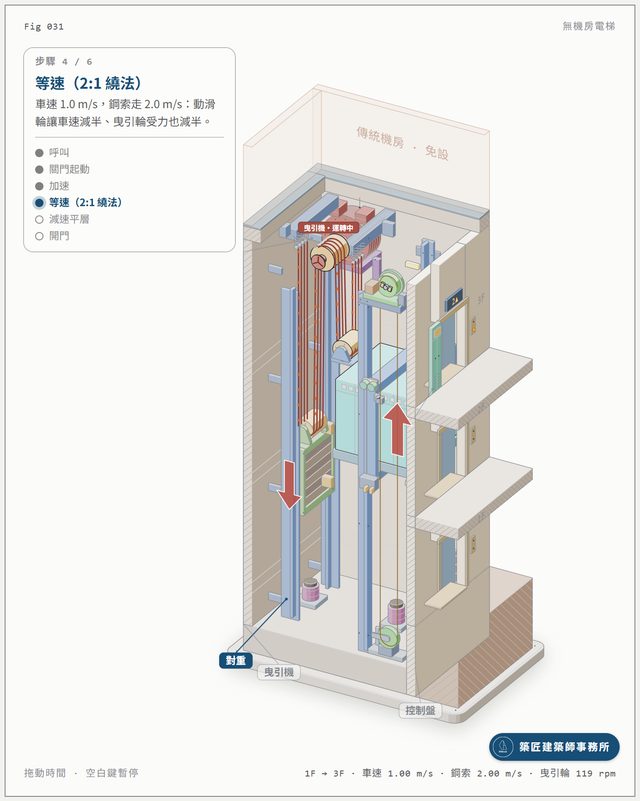 Fig 031
無機房電梯
步驟 4 / 6
等速（2:1 繞法）
車速 1.0 m/s，鋼索走 2.0 m/s：動滑
輪讓車速減半、曳引輪受力也減半。
呼叫
關門起動
加速
等速（2:1 繞法）
減速平層
開門
傳統機房 · 免設
曳引機·運轉中
3F
對重
曳引機
控制盤
築匠建築師事務所
拖動時間 · 空白鍵暫停
1F → 3F · 車速 1.00 m/s · 鋼索 2.00 m/s · 曳引輪 119 rpm